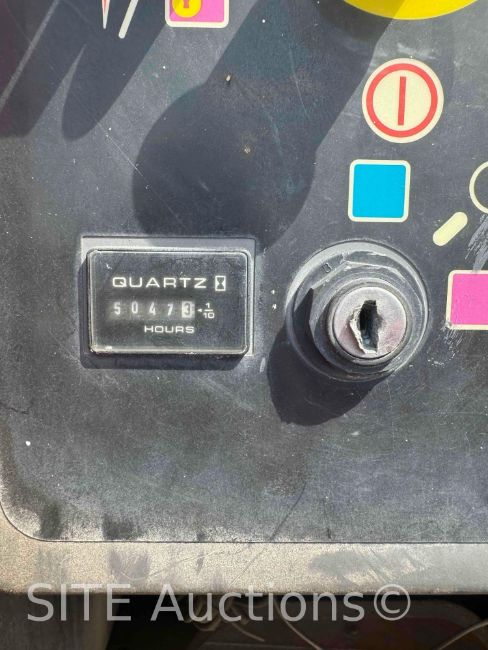 QUARTZ
50473 1/10
HOURS
SITE Auctions©